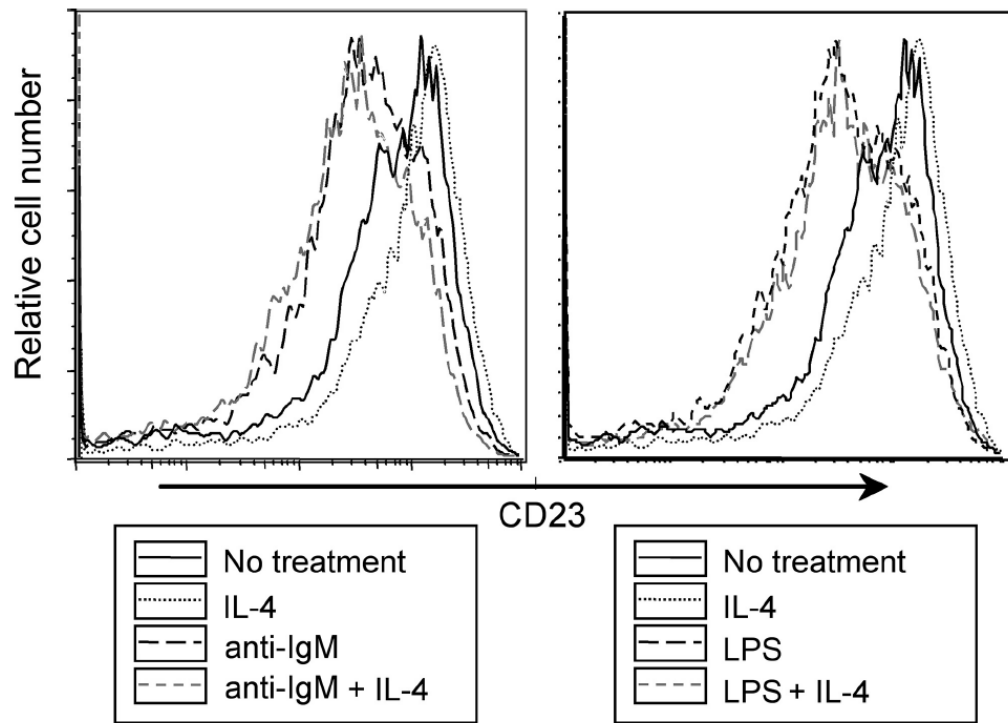 Relative cell number
CD23
No treatment
IL-4
anti-IgM
anti-IgM + IL-4
No treatment
IL-4
LPS
LPS + IL-4